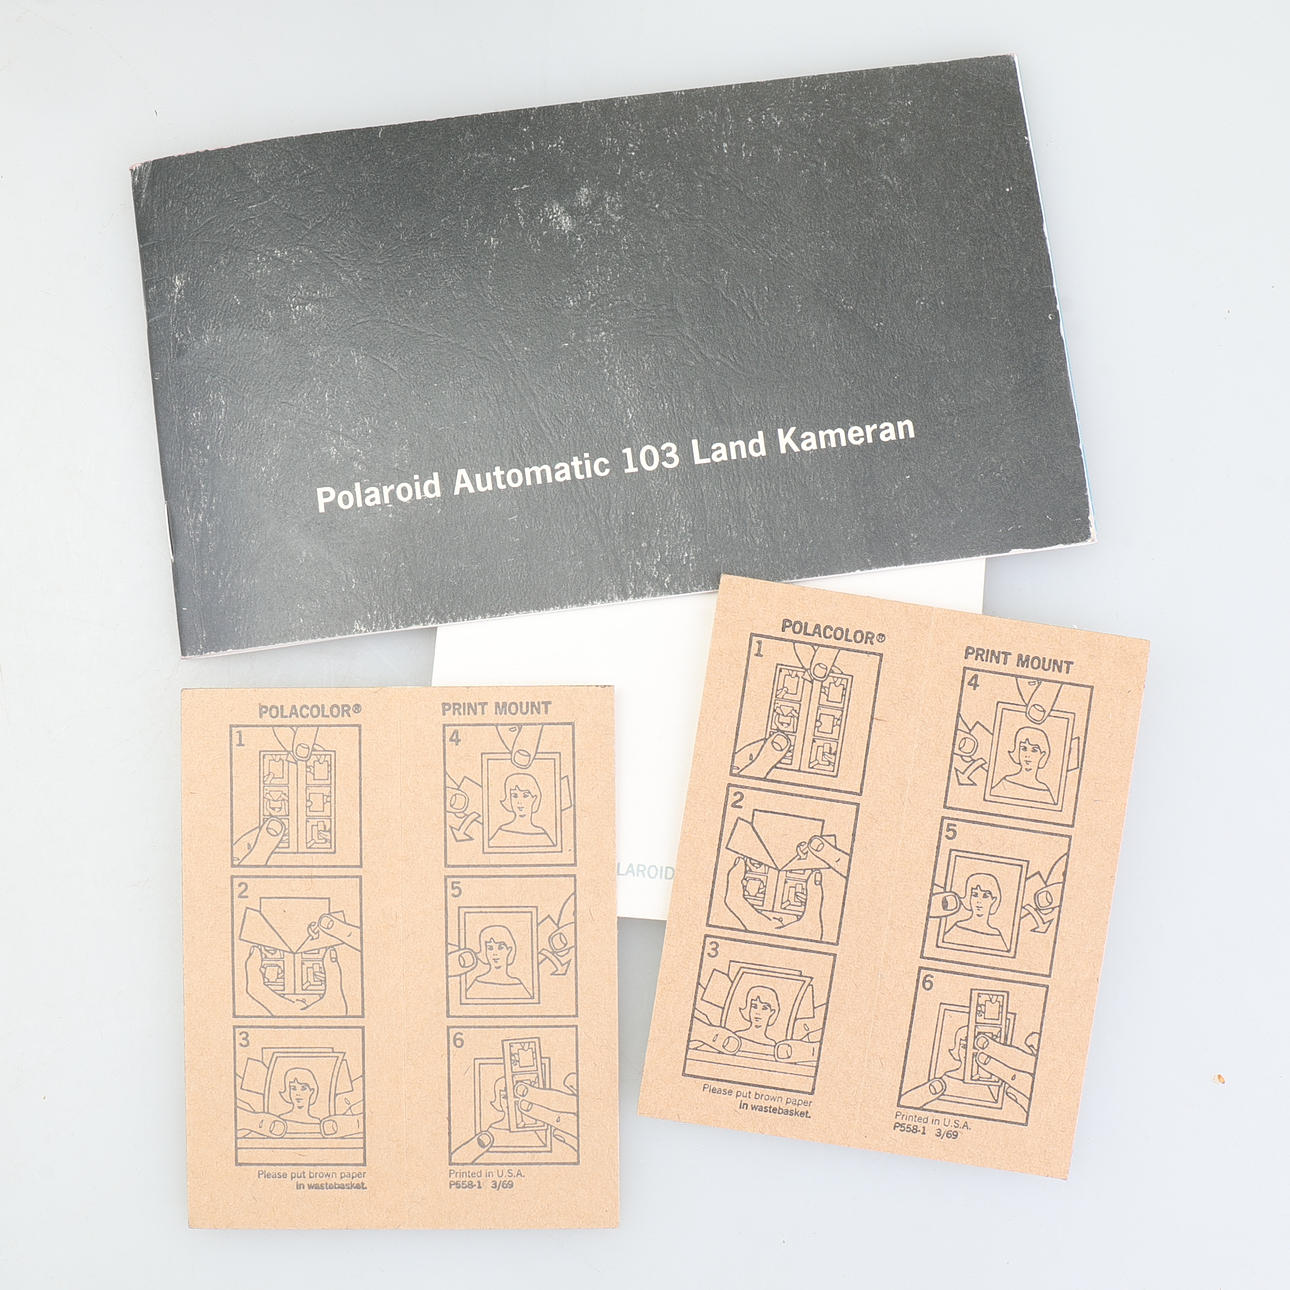 Polaroid Automatic 103 Land Kameran
POLACOLOR®
PRINT MOUNT
1
4
2
5
3
6
Please put brown paper
in wastebasket.
Printed in U.S.A.
P558-1 3/69
LAROID
POLACOLOR®
PRINT MOUNT
1
4
2
5
3
6
Please put brown paper
in wastebasket.
Printed in U.S.A.
P558-1 3/69